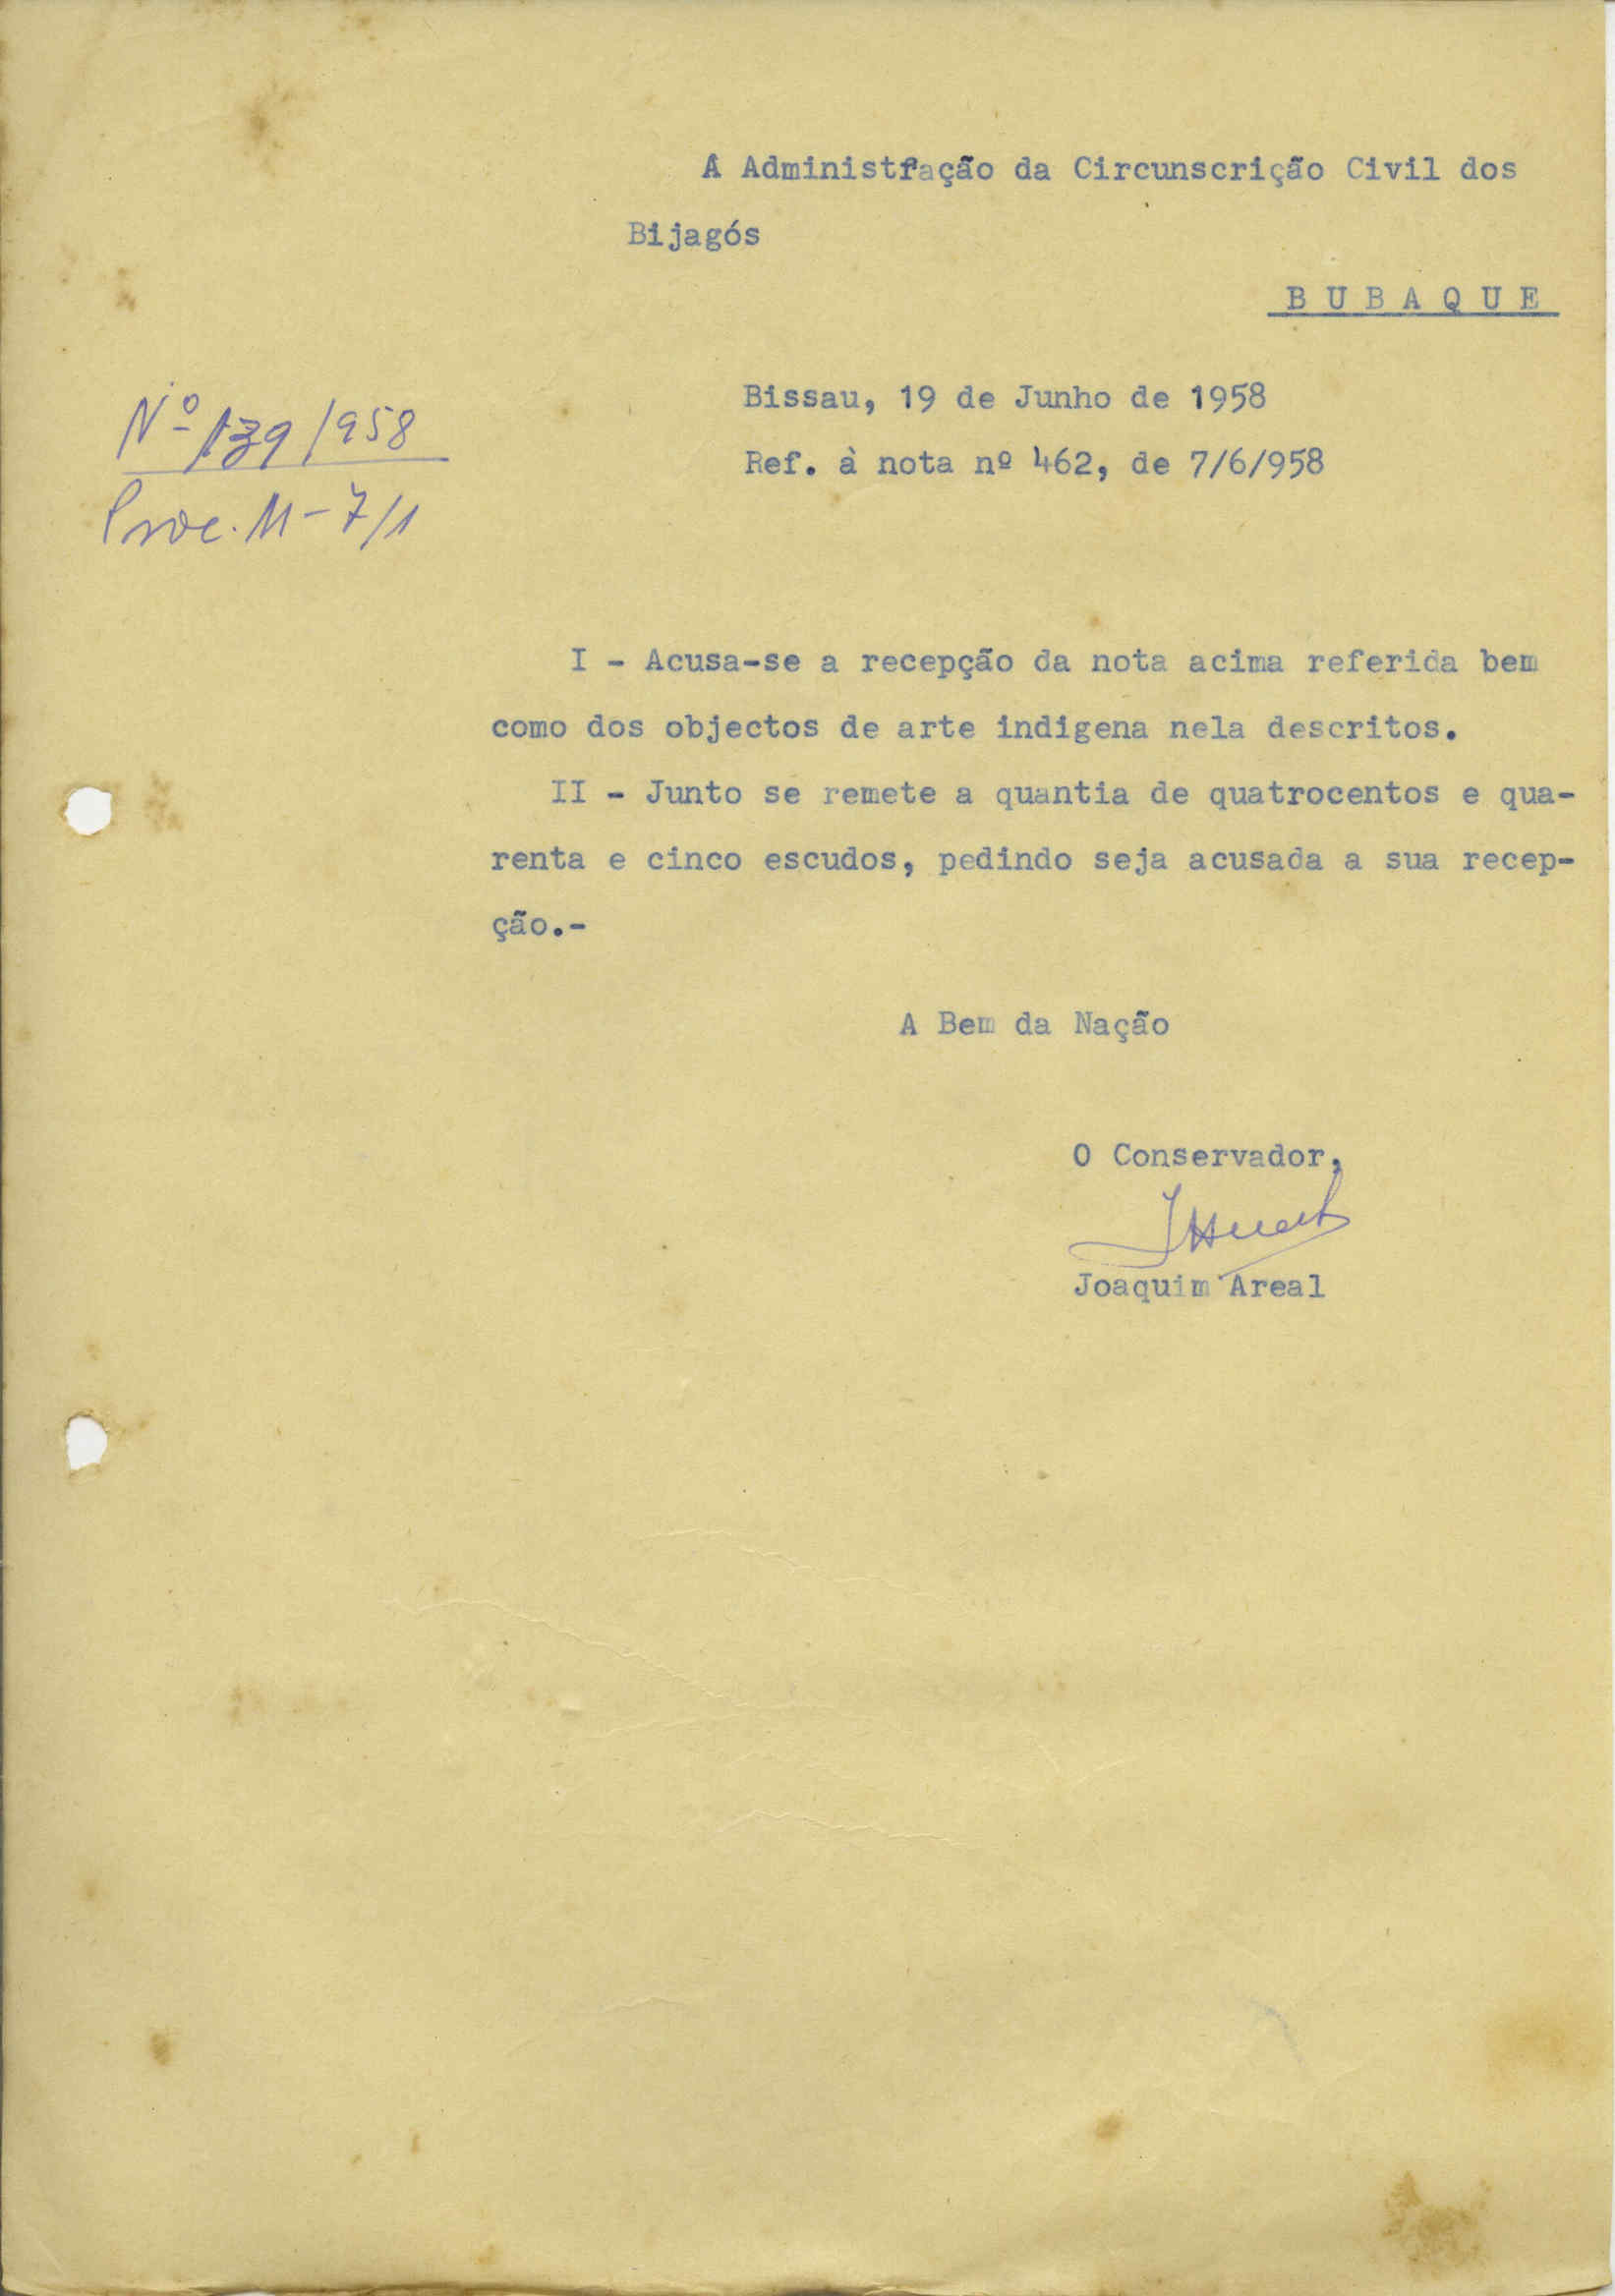 À Administração da Circunscrição Civil dos
Bijagós
B U B A Q U E
Bissau, 19 de Junho de 1958
Ref. à nota nº 462, de 7/6/958
Nº 139/958
Proc. M-7/1
I - Acusa-se a recepção da nota acima referida bem
como dos objectos de arte indigena nela descritos.
II - Junto se remete a quantia de quatrocentos e qua-
renta e cinco escudos, pedindo seja acusada a sua recep-
ção.-
A Bem da Nação
O Conservador,
Joaquim Areal